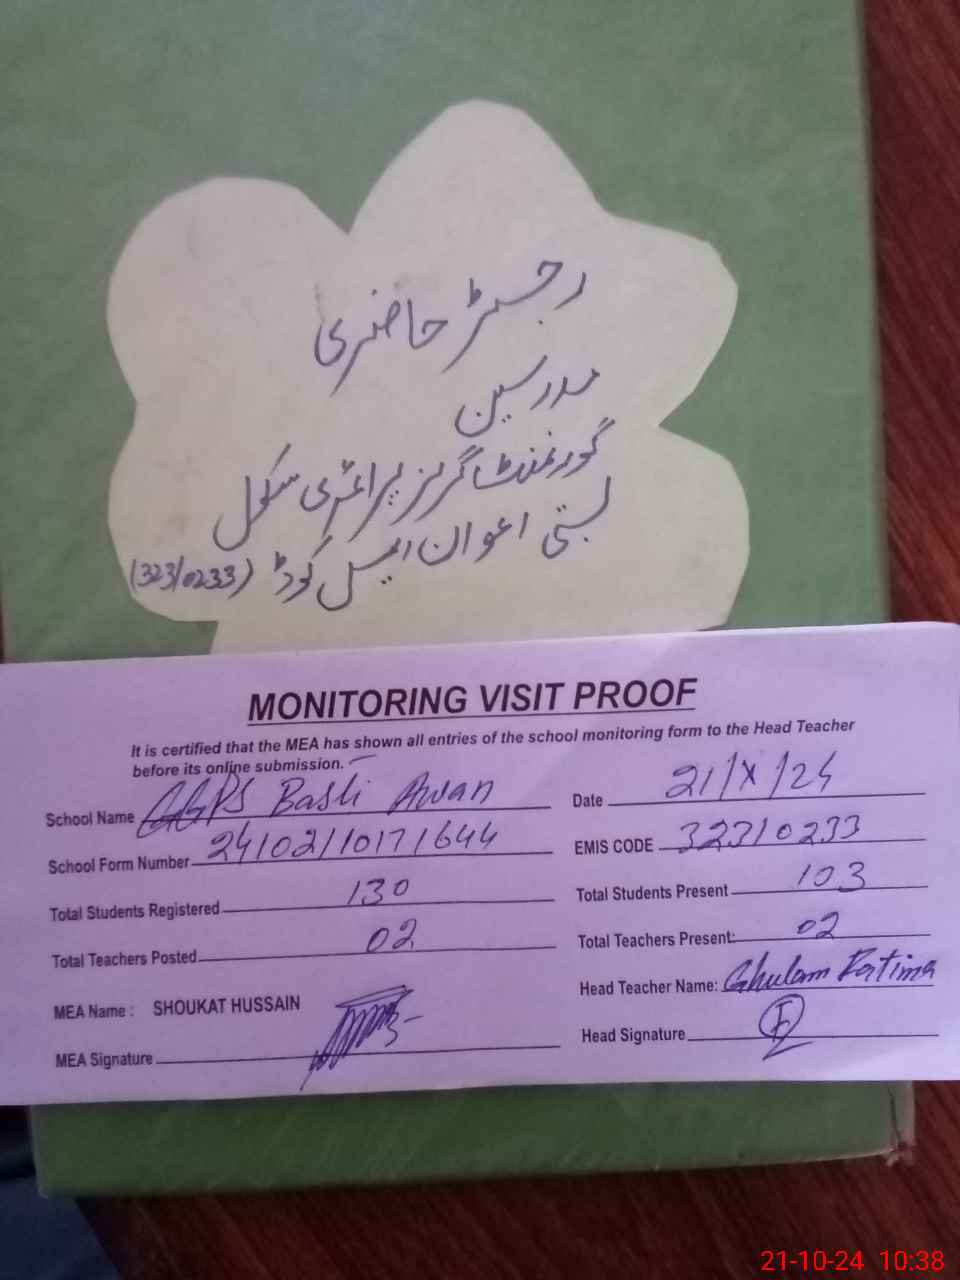 رجسٹر حاضری
مدرسین
گورنمنٹ گرلز پرائمری سکول
بستی اعوان ایمس کوڈ (32310233)
MONITORING VISIT PROOF
It is certified that the MEA has shown all entries of the school monitoring form to the Head Teacher
before its online submission.
School Name GGPS Basti Awan Date 21/X/24
School Form Number 24/02/1017/644 EMIS CODE 32310233
Total Students Registered 130 Total Students Present 103
Total Teachers Posted 02 Total Teachers Present: 02
MEA Name : SHOUKAT HUSSAIN Head Teacher Name: Ghulam Fatima
MEA Signature Head Signature
21-10-24 10:38